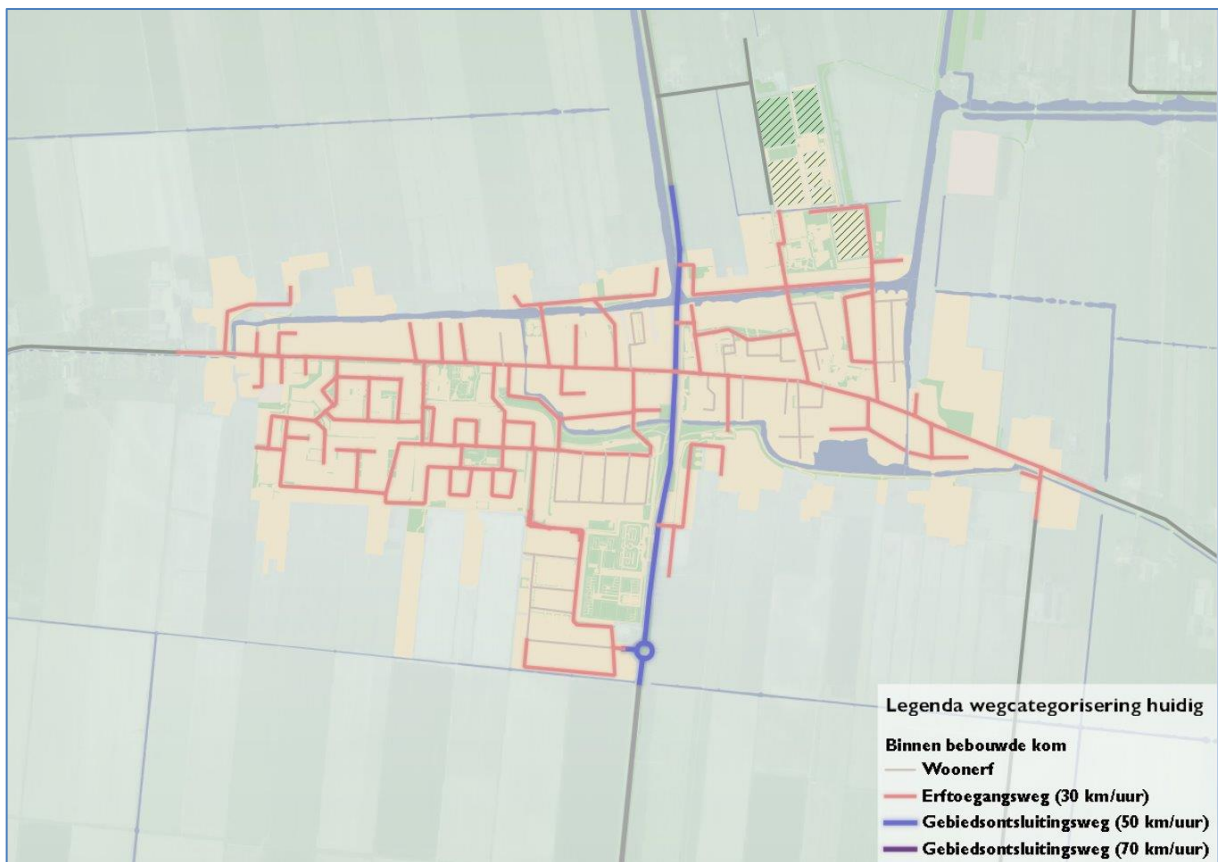 Legenda wegcategorisering huidig
Binnen bebouwde kom
Woonerf
Erftoegangsweg (30 km/uur)
Gebiedsontsluitingsweg (50 km/uur)
Gebiedsontsluitingsweg (70 km/uur)